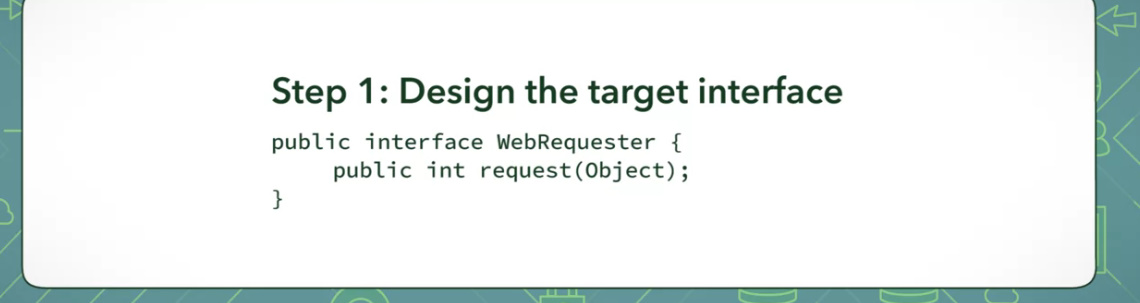 Step 1: Design the target interface
public interface WebRequester {
public int request(Object);
}